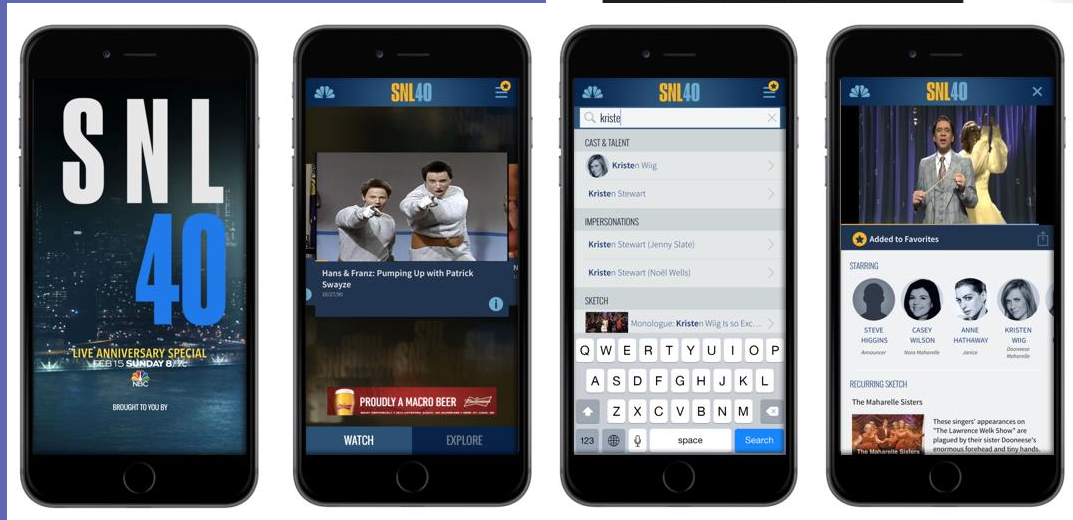 SNL
40
LIVE ANNIVERSARY SPECIAL
FEB 15 SUNDAY 8/7c
NBC
BROUGHT TO YOU BY
SNL40
Hans & Franz: Pumping Up with Patrick
Swayze
10/27/90
i
PROUDLY A MACRO BEER
Budweiser
WATCH
EXPLORE
SNL40
kriste
CAST & TALENT
Kristen Wiig
Kristen Stewart
IMPERSONATIONS
Kristen Stewart (Jenny Slate)
Kristen Stewart (Noël Wells)
SKETCH
Monologue: Kristen Wiig Is so Exc...
Q W E R T Y U I O P
A S D F G H J K L
Z X C V B N M
123 space Search
SNL40
Added to Favorites
STARRING
STEVE HIGGINS
Announcer
CASEY WILSON
Nora Maharelle
ANNE HATHAWAY
Janice
KRISTEN WIIG
Dooneese Maharelle
RECURRING SKETCH
The Maharelle Sisters
The Maharelle Sisters
These singers' appearances on
"The Lawrence Welk Show" are
plagued by their sister Dooneese's
enormous forehead and tiny hands.